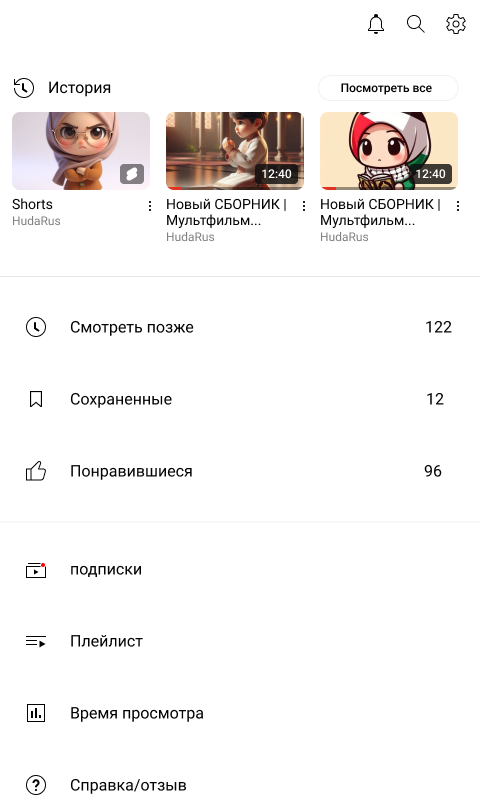 История
Посмотреть все
12:40
12:40
Shorts
HudaRus
Новый СБОРНИК |
Мультфильм...
HudaRus
Новый СБОРНИК |
Мультфильм...
HudaRus
Смотреть позже 122
Сохраненные 12
Понравившиеся 96
подписки
Плейлист
Время просмотра
Справка/отзыв